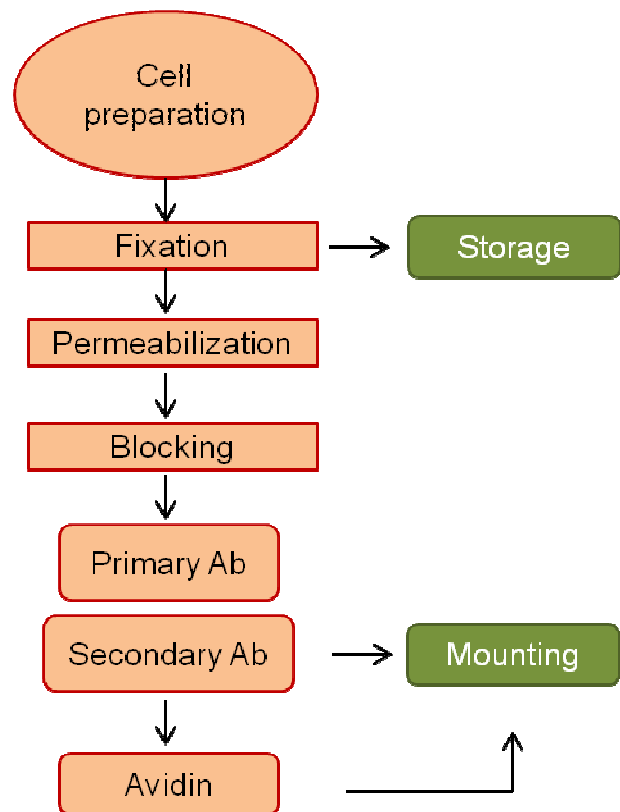 Cell
preparation
Fixation
Storage
Permeabilization
Blocking
Primary Ab
Secondary Ab
Mounting
Avidin